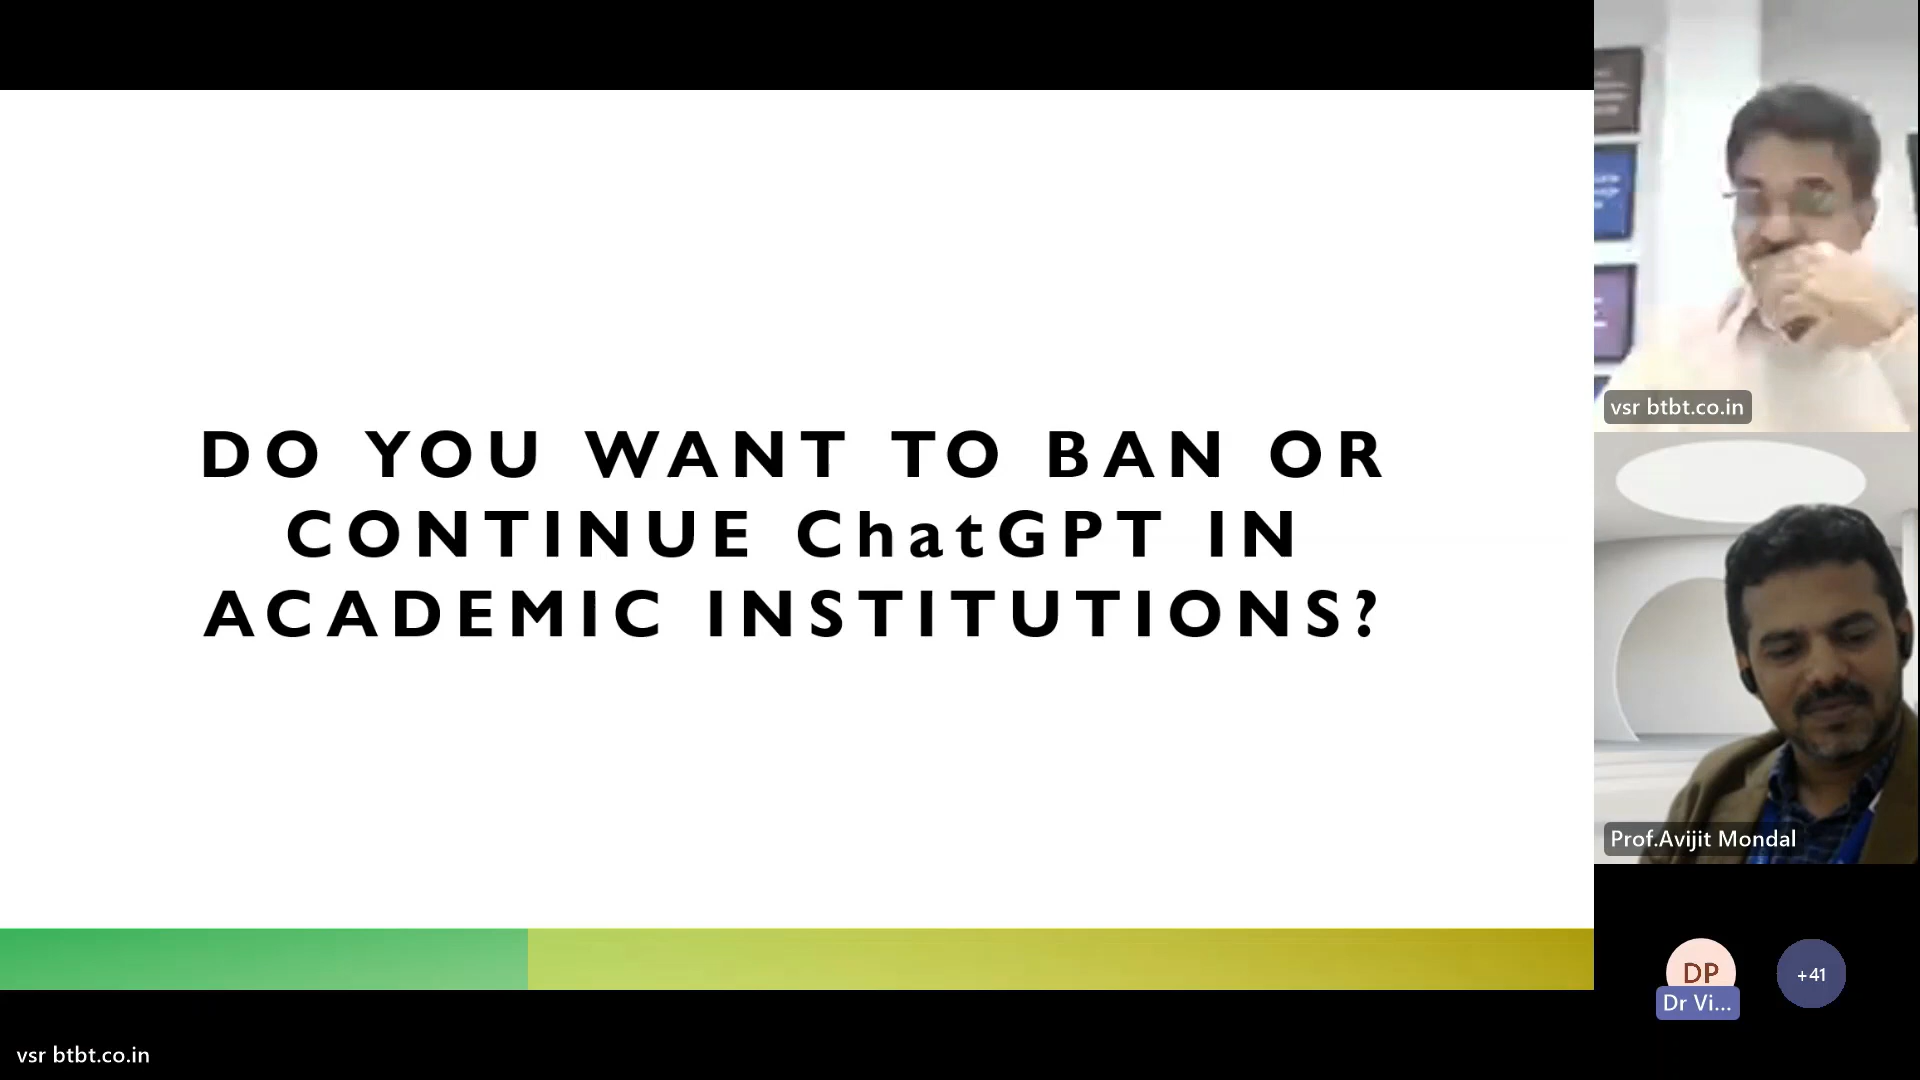 DO YOU WANT TO BAN OR
CONTINUE ChatGPT IN
ACADEMIC INSTITUTIONS?
vsr btbt.co.in
Prof.Avijit Mondal
DP
Dr Vi...
+41
vsr btbt.co.in